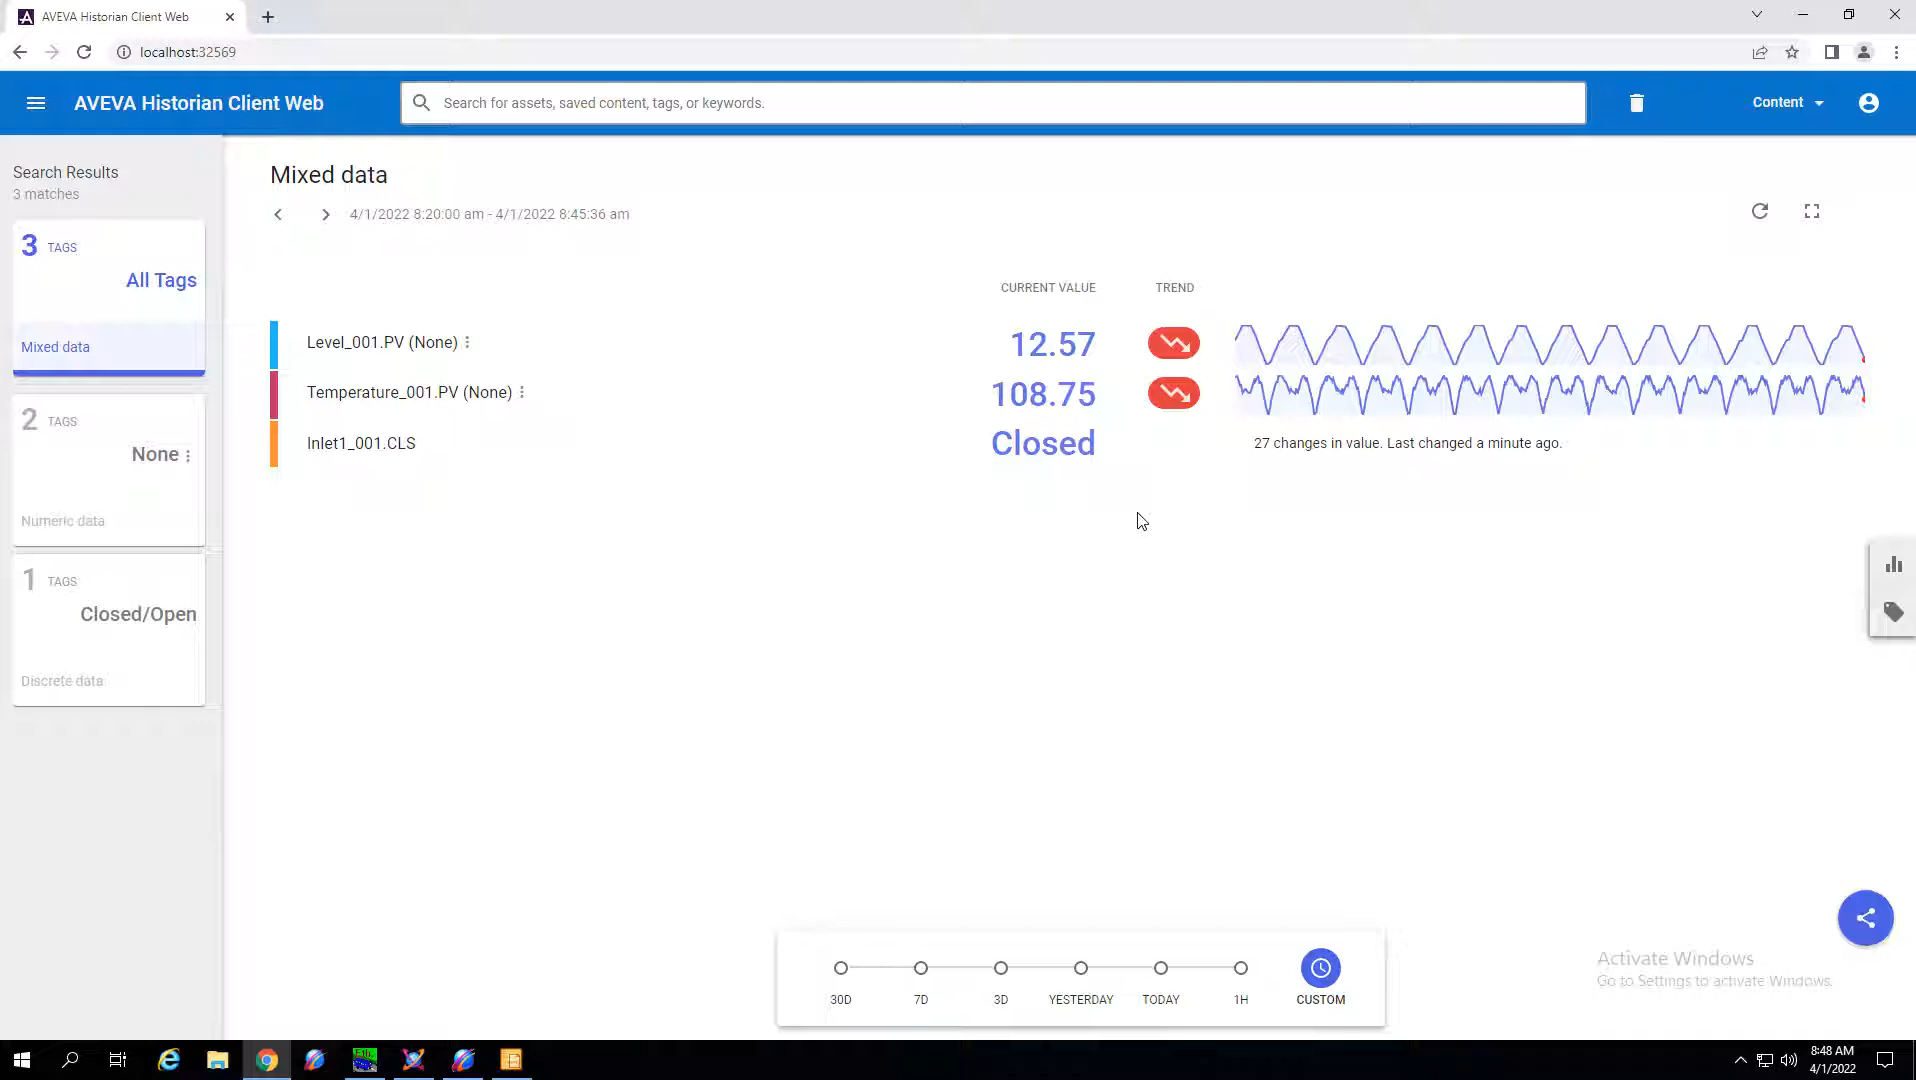 AVEVA Historian Client Web
localhost:32569
AVEVA Historian Client Web
Search for assets, saved content, tags, or keywords.
Content
Search Results
3 matches
3 TAGS
All Tags
Mixed data
2 TAGS
None
Numeric data
1 TAGS
Closed/Open
Discrete data
Mixed data
4/1/2022 8:20:00 am - 4/1/2022 8:45:36 am
CURRENT VALUE TREND
Level_001.PV (None) 12.57
Temperature_001.PV (None) 108.75
Inlet1_001.CLS Closed 27 changes in value. Last changed a minute ago.
30D 7D 3D YESTERDAY TODAY 1H CUSTOM
Activate Windows
Go to Settings to activate Windows.
8:48 AM
4/1/2022